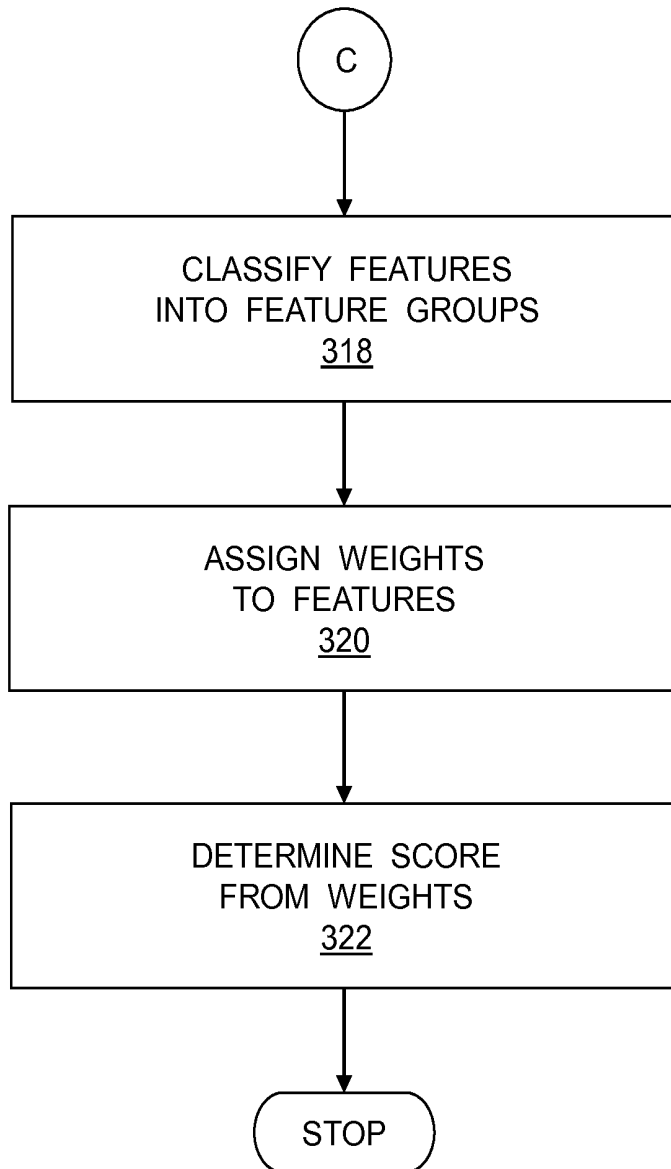 C
CLASSIFY FEATURES
INTO FEATURE GROUPS
318
ASSIGN WEIGHTS
TO FEATURES
320
DETERMINE SCORE
FROM WEIGHTS
322
STOP